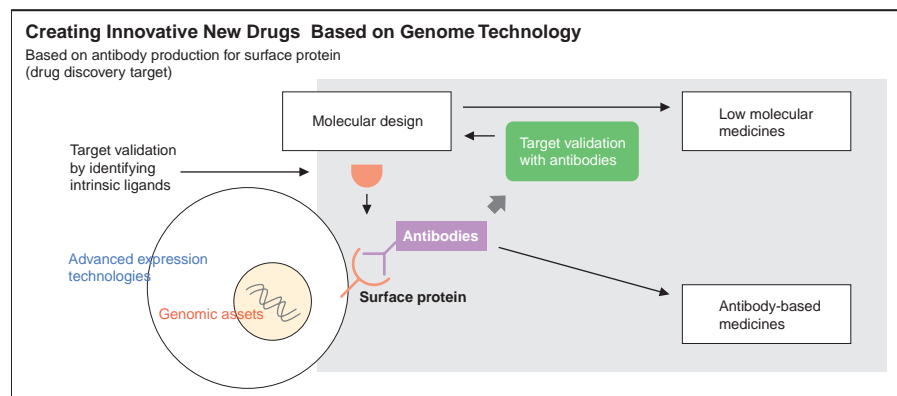 Creating Innovative New Drugs Based on Genome Technology
Based on antibody production for surface protein
(drug discovery target)
Molecular design
Low molecular
medicines
Target validation
with antibodies
Target validation
by identifying
intrinsic ligands
Antibodies
Advanced expression
technologies
Surface protein
Genomic assets
Antibody-based
medicines